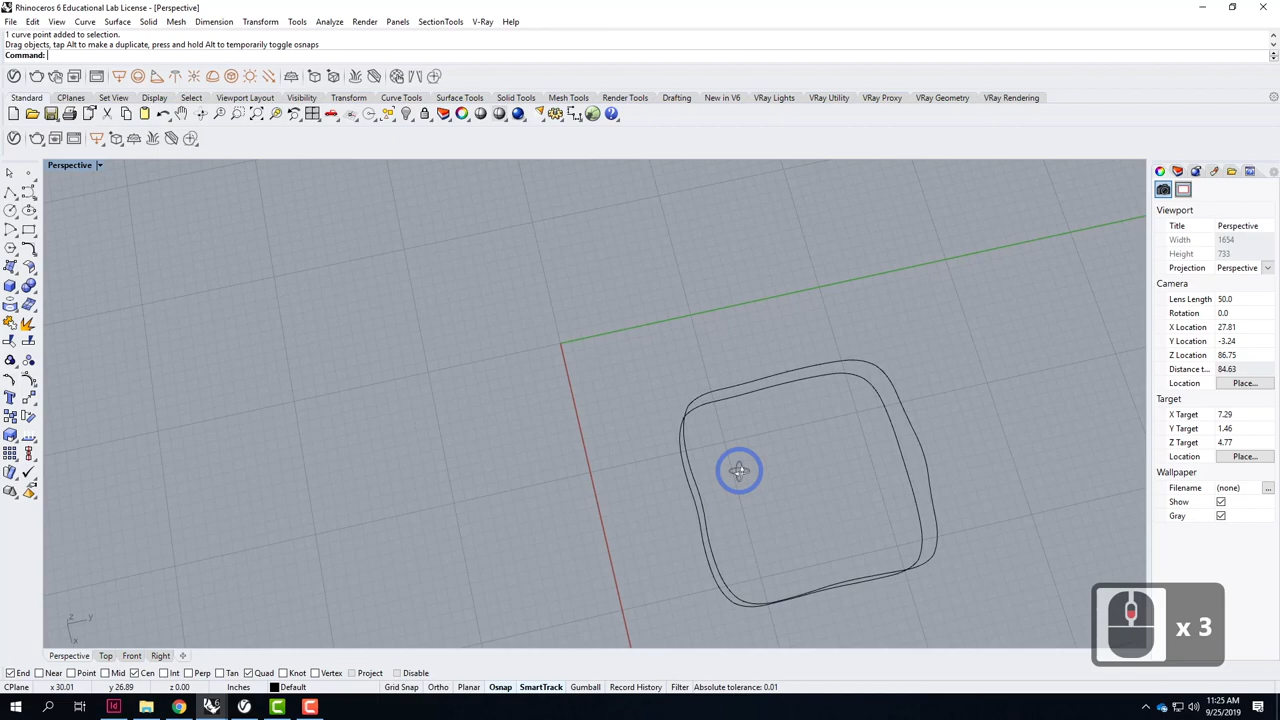 Rhinoceros 6 Educational Lab License - [Perspective]
File Edit View Curve Surface Solid Mesh Dimension Transform Tools Analyze Render Panels SectionTools V-Ray Help
1 curve point added to selection.
Drag objects, tap Alt to make a duplicate, press and hold Alt to temporarily toggle osnaps
Command:
Standard CPlanes Set View Display Select Viewport Layout Visibility Transform Curve Tools Surface Tools Solid Tools Mesh Tools Render Tools Drafting New in V6 VRay Lights VRay Utility VRay Proxy VRay Geometry VRay Rendering
Perspective
Viewport
Title Perspective
Width 1654
Height 733
Projection Perspective
Camera
Lens Length 50.0
Rotation 0.0
X Location 27.81
Y Location -3.24
Z Location 86.75
Distance t... 84.63
Location Place...
Target
X Target 7.29
Y Target 1.46
Z Target 4.77
Location Place...
Wallpaper
Filename (none) ...
Show
Gray
z y
x
x 3
Perspective Top Front Right
End Near Point Mid Cen Int Perp Tan Quad Knot Vertex Project Disable
CPlane x 30.01 y 26.89 z 0.00 Inches Default Grid Snap Ortho Planar Osnap SmartTrack Gumball Record History Filter Absolute tolerance: 0.01
11:25 AM
9/25/2019